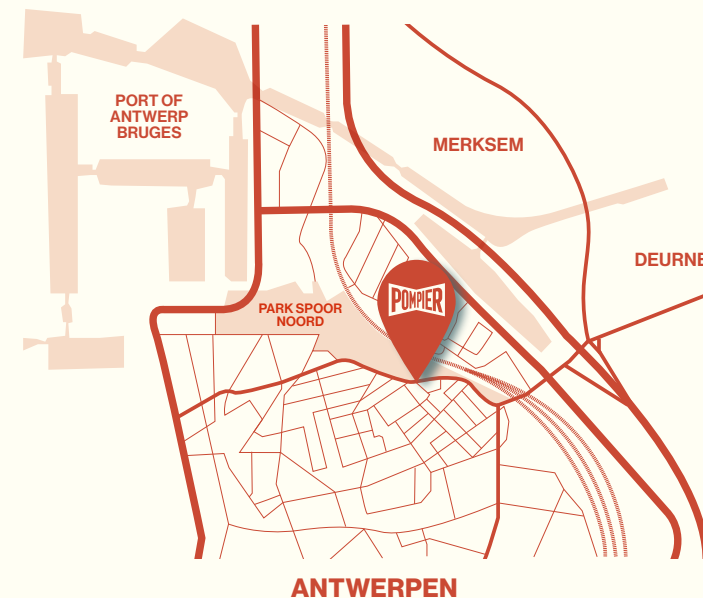 PORT OF
ANTWERP
BRUGES
MERKSEM
DEURNE
POMPIER
PARK SPOOR
NOORD
ANTWERPEN